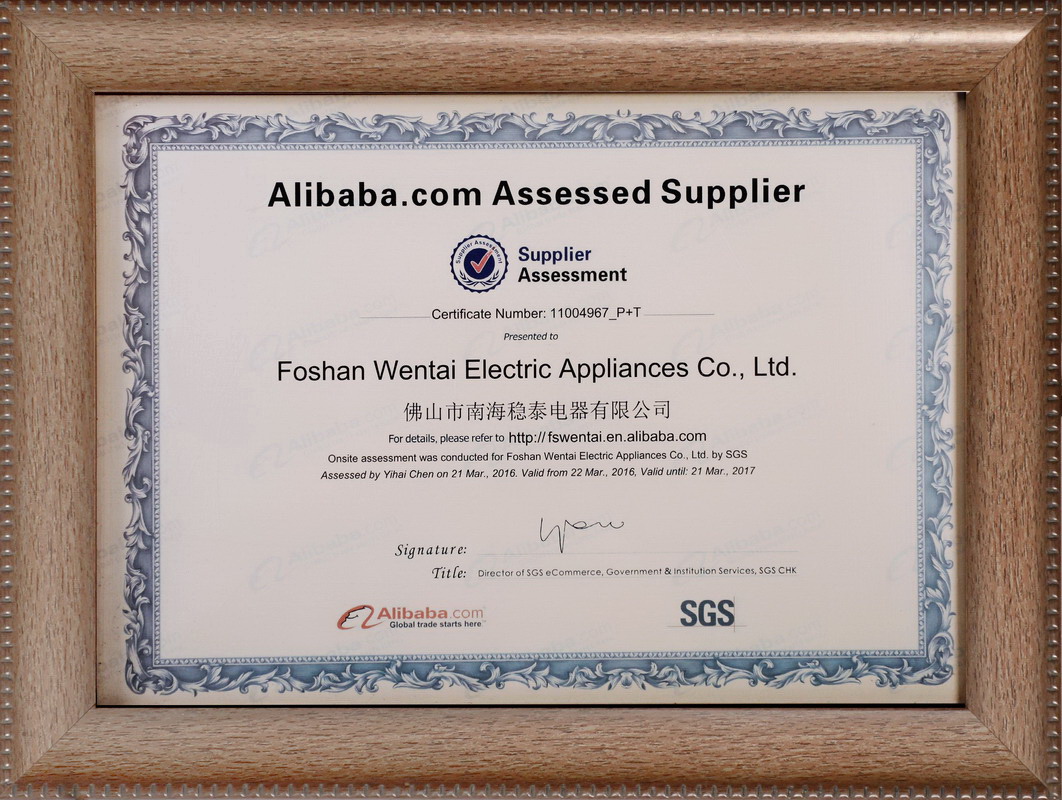 Alibaba.com Assessed Supplier
Supplier Assessment
Supplier
Assessment
Certificate Number: 11004967_P+T
Presented to
Foshan Wentai Electric Appliances Co., Ltd.
佛山市南海稳泰电器有限公司
For details, please refer to http://fswentai.en.alibaba.com
Onsite assessment was conducted for Foshan Wentai Electric Appliances Co., Ltd. by SGS
Assessed by Yihai Chen on 21 Mar., 2016. Valid from 22 Mar., 2016, Valid until: 21 Mar., 2017
Signature:
Title: Director of SGS eCommerce, Government & Institution Services, SGS CHK
Alibaba.com
Global trade starts here
SGS